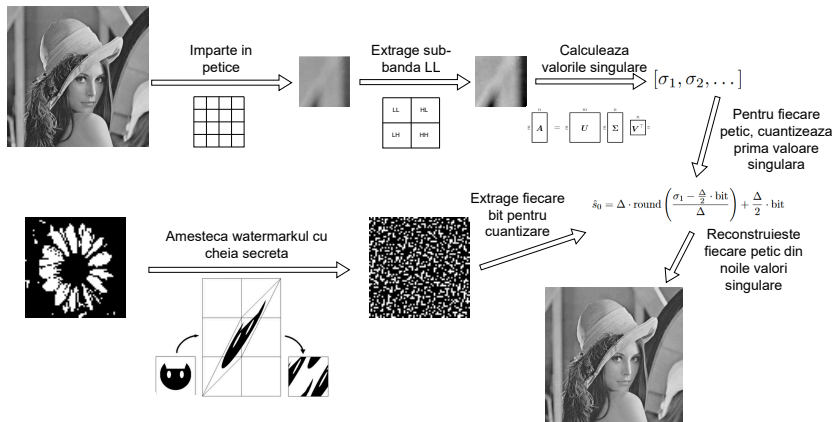 Imparte in
petice
Extrage sub-
banda LL
Calculeaza
valorile singulare
[σ₁, σ₂, . . . ]
LL HL
LH HH
A = U Σ V⊤
Pentru fiecare
petic, cuantizeaza
prima valoare
singulara
Extrage fiecare
bit pentru
cuantizare
ŝ₀ = Δ · round ( (σ₁ − Δ/2 · bit) / Δ ) + Δ/2 · bit
Amesteca watermarkul cu
cheia secreta
Reconstruieste
fiecare petic din
noile valori
singulare